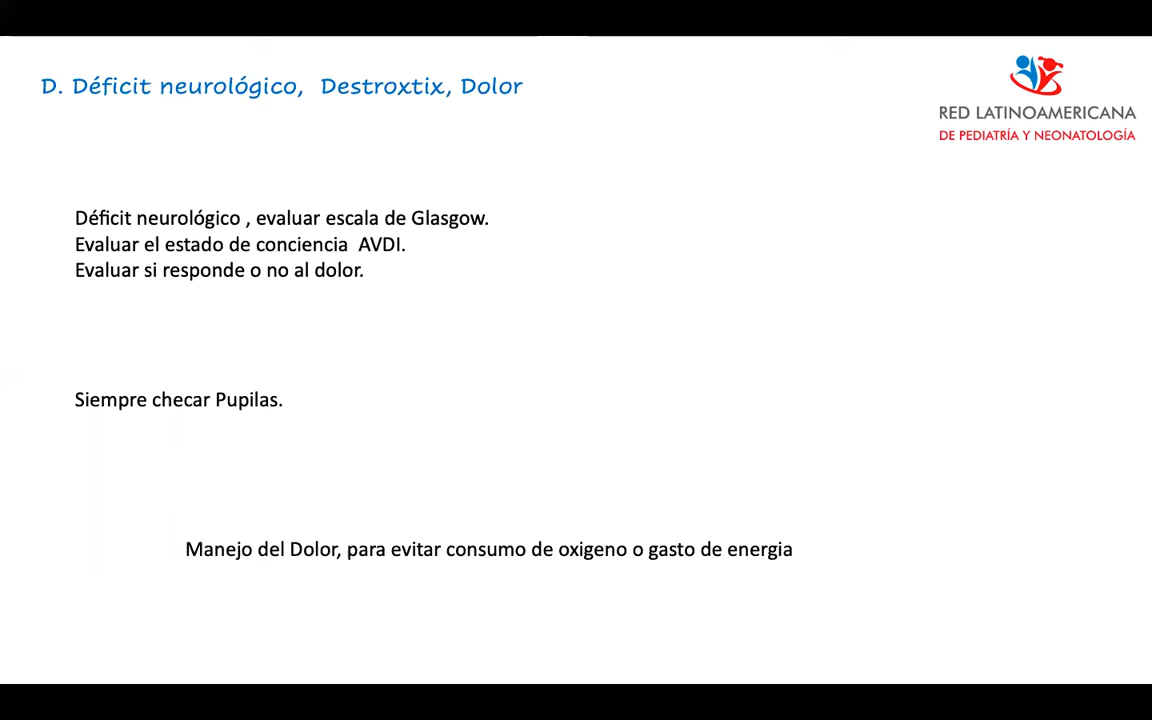 D. Déficit neurológico, Destroxtix, Dolor
RED LATINOAMERICANA
DE PEDIATRÍA Y NEONATOLOGÍA
Déficit neurológico , evaluar escala de Glasgow.
Evaluar el estado de conciencia AVDI.
Evaluar si responde o no al dolor.
Siempre checar Pupilas.
Manejo del Dolor, para evitar consumo de oxigeno o gasto de energia